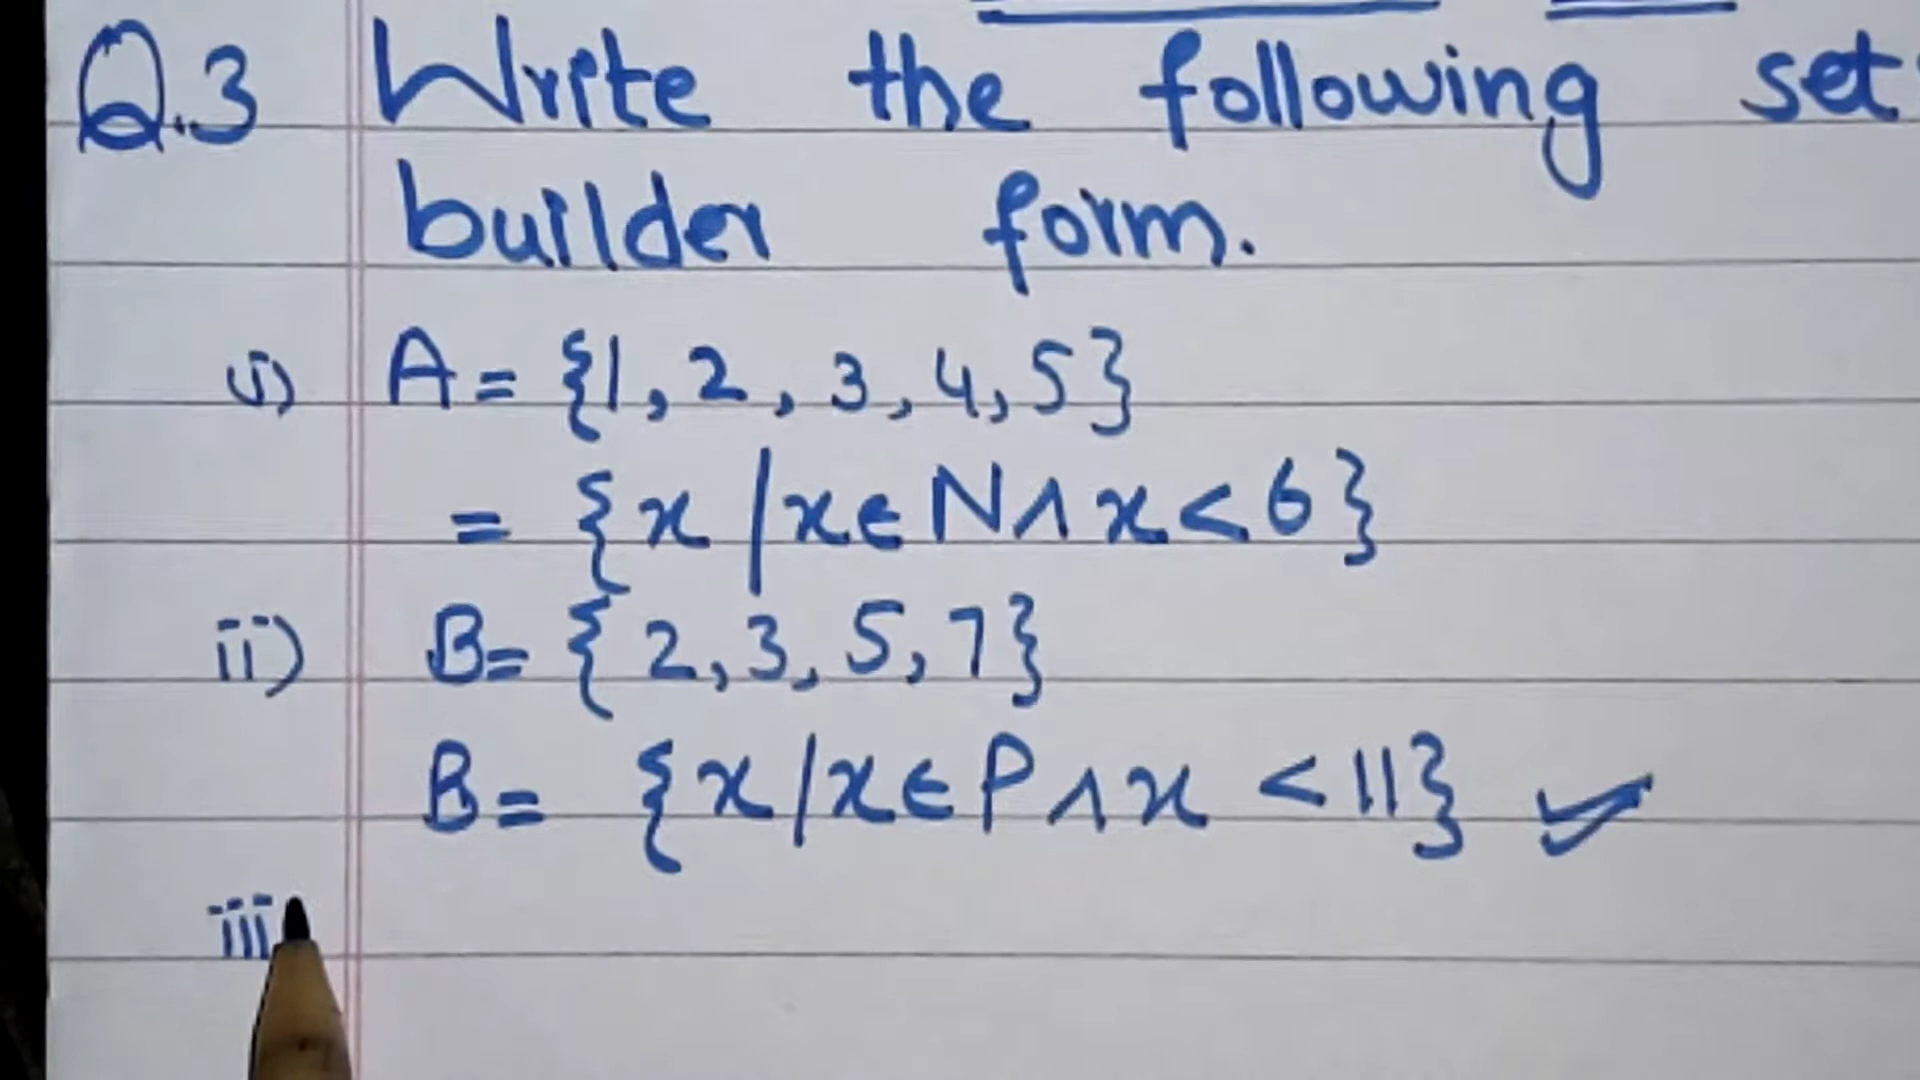 Q.3 Write the following set
builder form.
i) A = {1, 2, 3, 4, 5}
= {x / x ∈ N ∧ x < 6}
ii) B = {2, 3, 5, 7}
B = {x / x ∈ P ∧ x < 11}
iii